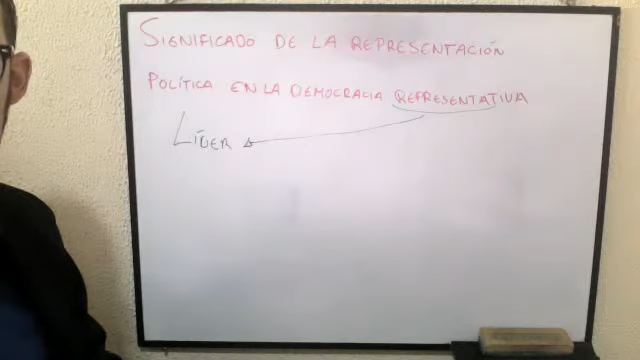 SIGNIFICADO DE LA REPRESENTACIÓN
POLÍTICA EN LA DEMOCRACIA REPRESENTATIVA
LÍDER